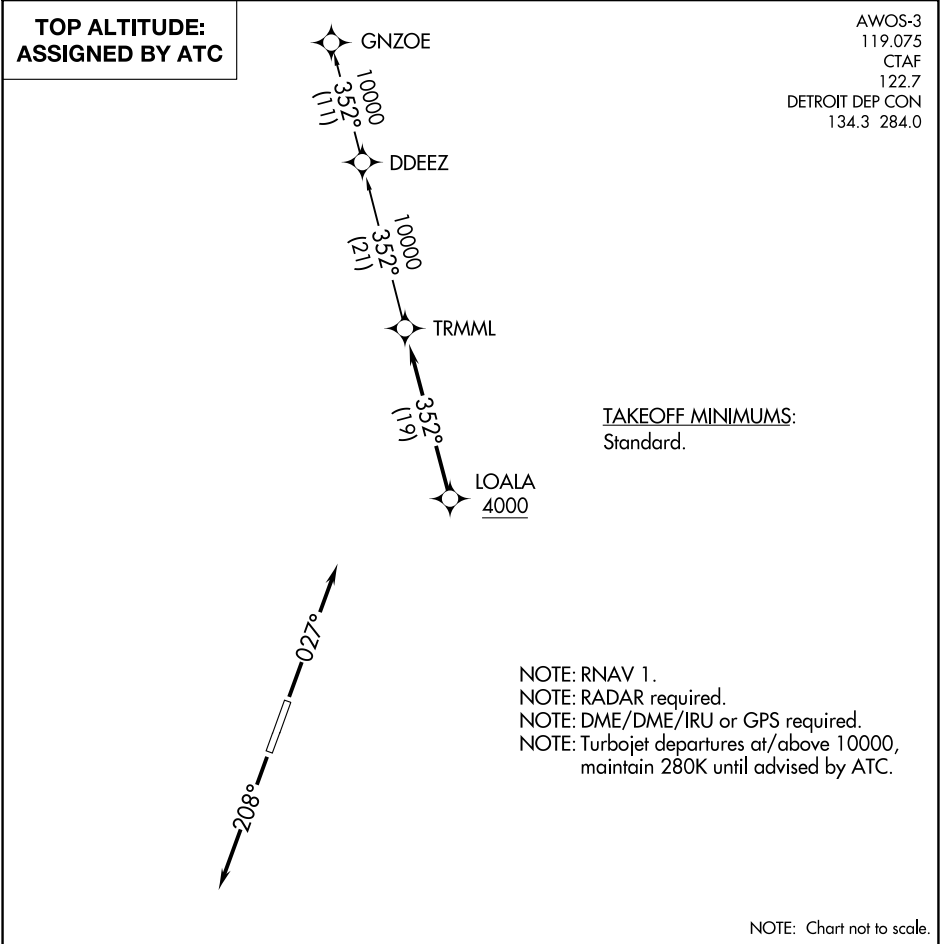 TOP ALTITUDE:
ASSIGNED BY ATC
AWOS-3
119.075
CTAF
122.7
DETROIT DEP CON
134.3 284.0
GNZOE
10000
352°
(11)
DDEEZ
10000
352°
(21)
TRMML
352°
(19)
TAKEOFF MINIMUMS:
Standard.
LOALA
4000
027°
208°
NOTE: RNAV 1.
NOTE: RADAR required.
NOTE: DME/DME/IRU or GPS required.
NOTE: Turbojet departures at/above 10000,
maintain 280K until advised by ATC.
NOTE: Chart not to scale.